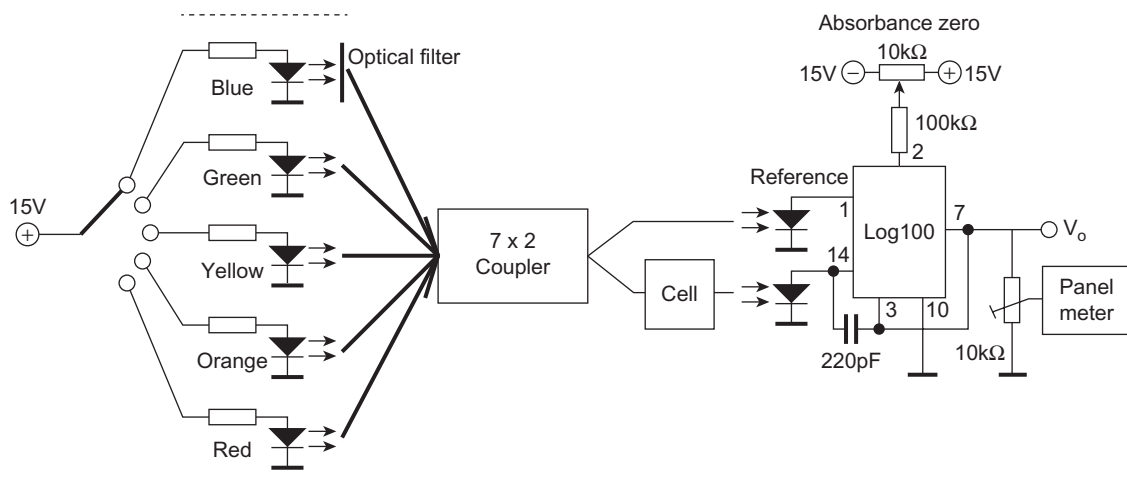 Absorbance zero
10kΩ
15V − + 15V
100kΩ
2
Optical filter
Blue
Green
Yellow
Orange
Red
15V
+
7 x 2
Coupler
Cell
Reference
1
14
Log100
7
3
10
220pF
V₀
10kΩ
Panel
meter